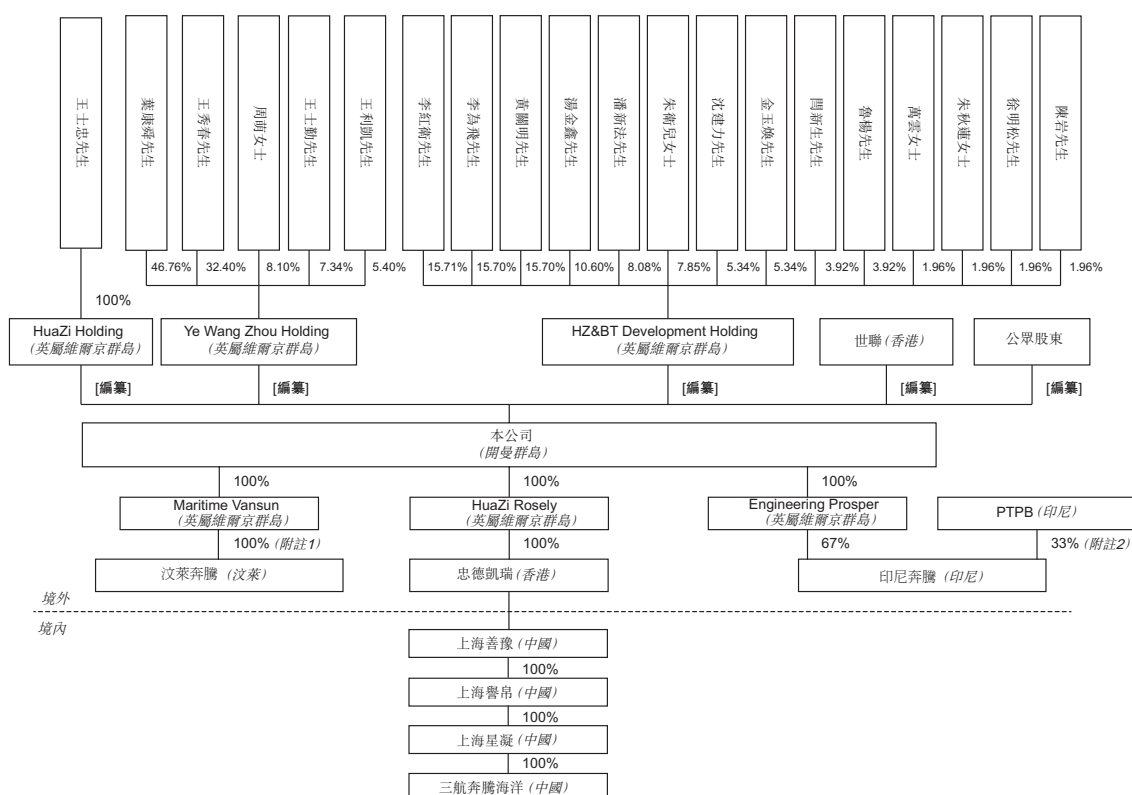 王士忠先生
葉康舜先生
王秀春先生
周萌女士
王士勤先生
王利凱先生
李紅衛先生
李為飛先生
黃關明先生
湯金鑫先生
潘新法先生
朱衛兒女士
沈建力先生
金玉煥先生
閆新生先生
魯楊先生
萬雲女士
朱秋蓮女士
徐明松先生
陳岩先生
46.76% 32.40% 8.10% 7.34% 5.40% 15.71% 15.70% 15.70% 10.60% 8.08% 7.85% 5.34% 5.34% 3.92% 3.92% 1.96% 1.96% 1.96% 1.96%
100%
HuaZi Holding
(英屬維爾京群島)
Ye Wang Zhou Holding
(英屬維爾京群島)
HZ&BT Development Holding
(英屬維爾京群島)
世聯(香港)
公眾股東
[編纂] [編纂] [編纂] [編纂] [編纂]
本公司
(開曼群島)
100% 100% 100%
Maritime Vansun
(英屬維爾京群島)
HuaZi Rosely
(英屬維爾京群島)
Engineering Prosper
(英屬維爾京群島)
PTPB (印尼)
100% (附註1) 100% 67% 33% (附註2)
汶萊奔騰 (汶萊)
忠德凱瑞 (香港)
印尼奔騰 (印尼)
境外
境內
上海善豫 (中國)
100%
上海譽帛 (中國)
100%
上海星凝 (中國)
100%
三航奔騰海洋 (中國)